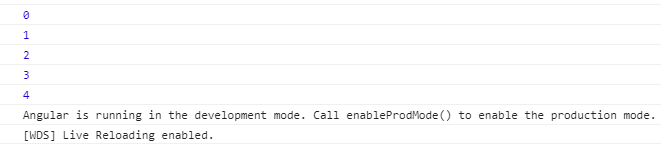 0
1
2
3
4
Angular is running in the development mode. Call enableProdMode() to enable the production mode.
[WDS] Live Reloading enabled.